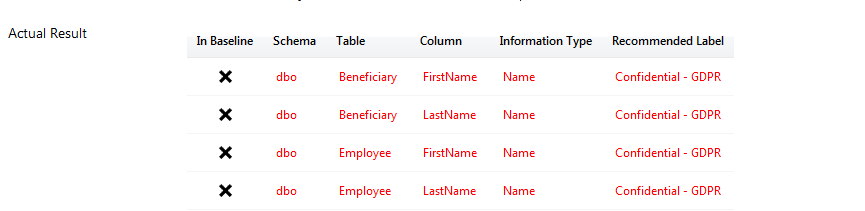 Actual Result
In Baseline Schema Table Column Information Type Recommended Label
dbo Beneficiary FirstName Name Confidential - GDPR
dbo Beneficiary LastName Name Confidential - GDPR
dbo Employee FirstName Name Confidential - GDPR
dbo Employee LastName Name Confidential - GDPR